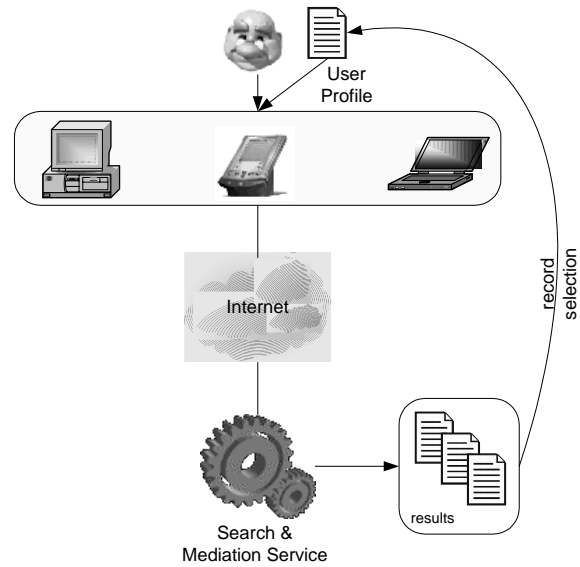 User
Profile
Internet
record
selection
results
Search &
Mediation Service